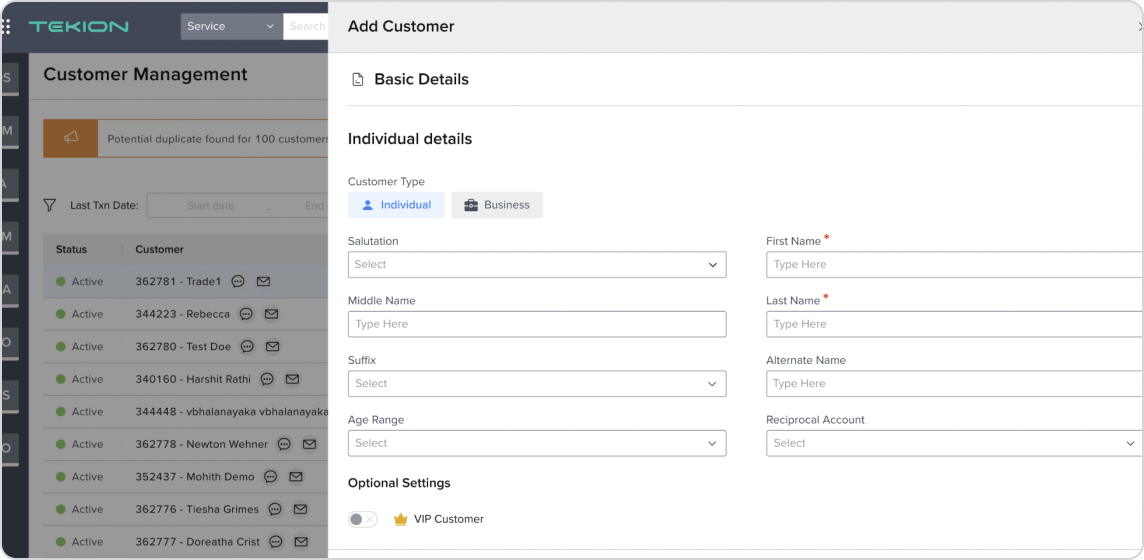 TEKION
Service
Search
Add Customer
Customer Management
Basic Details
Potential duplicate found for 100 customers
Individual details
Customer Type
Individual
Business
Last Txn Date:
Start date
-
End
Status
Customer
Salutation
Select
First Name *
Type Here
Middle Name
Type Here
Last Name *
Type Here
Suffix
Select
Alternate Name
Type Here
Age Range
Select
Reciprocal Account
Select
Optional Settings
VIP Customer
Active
362781 - Trade1
Active
344223 - Rebecca
Active
362780 - Test Doe
Active
340160 - Harshit Rathi
Active
344448 - vbhalanayaka vbhalanayaka
Active
362778 - Newton Wehner
Active
352437 - Mohith Demo
Active
362776 - Tiesha Grimes
Active
362777 - Doreatha Crist
S
M
A
M
A
O
S
O